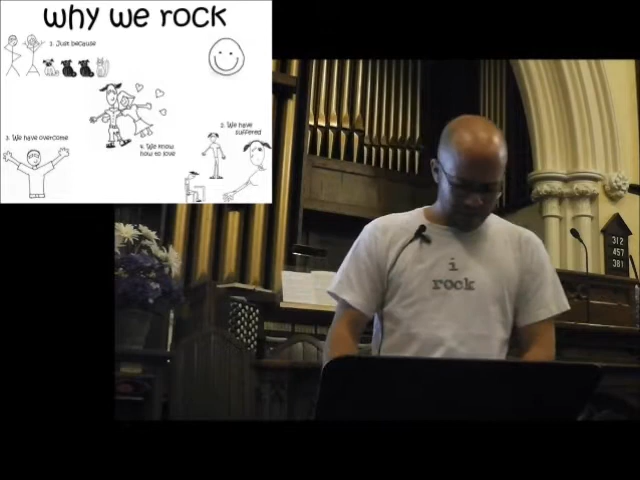 why we rock
1. Just because
2. We have
suffered
3. We have overcome
4. We know
how to love
i
rock
312
457
381